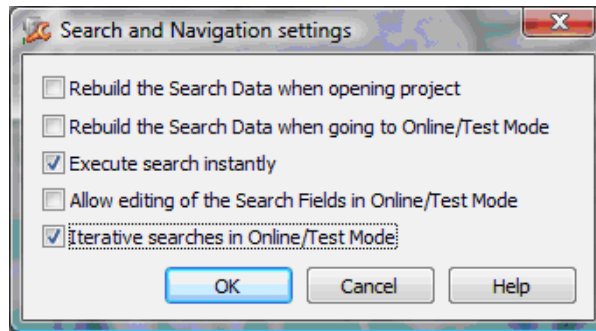 Search and Navigation settings
Rebuild the Search Data when opening project
Rebuild the Search Data when going to Online/Test Mode
Execute search instantly
Allow editing of the Search Fields in Online/Test Mode
Iterative searches in Online/Test Mode
OK Cancel Help